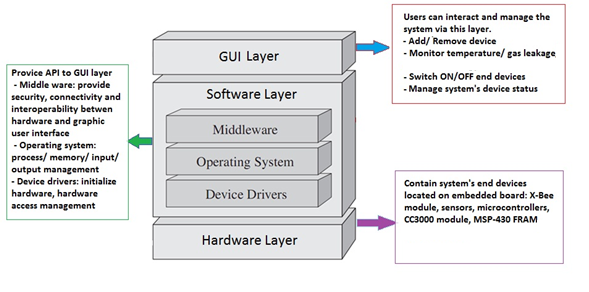 Users can interact and manage the
system via this layer.
- Add/ Remove device
- Monitor temperature/ gas leakage
- Switch ON/OFF end devices
- Manage system's device status
GUI Layer
Provice API to GUI layer
- Middle ware: provide
security, connectivity and
interoperability betwen
hardware and graphic
user interface
- Operating system:
process/ memory/ input/
output management
- Device drivers: initialize
hardware, hardware
access management
Software Layer
Middleware
Operating System
Device Drivers
Contain system's end devices
located on embedded board: X-Bee
module, sensors, microcontrollers,
CC3000 module, MSP-430 FRAM
Hardware Layer